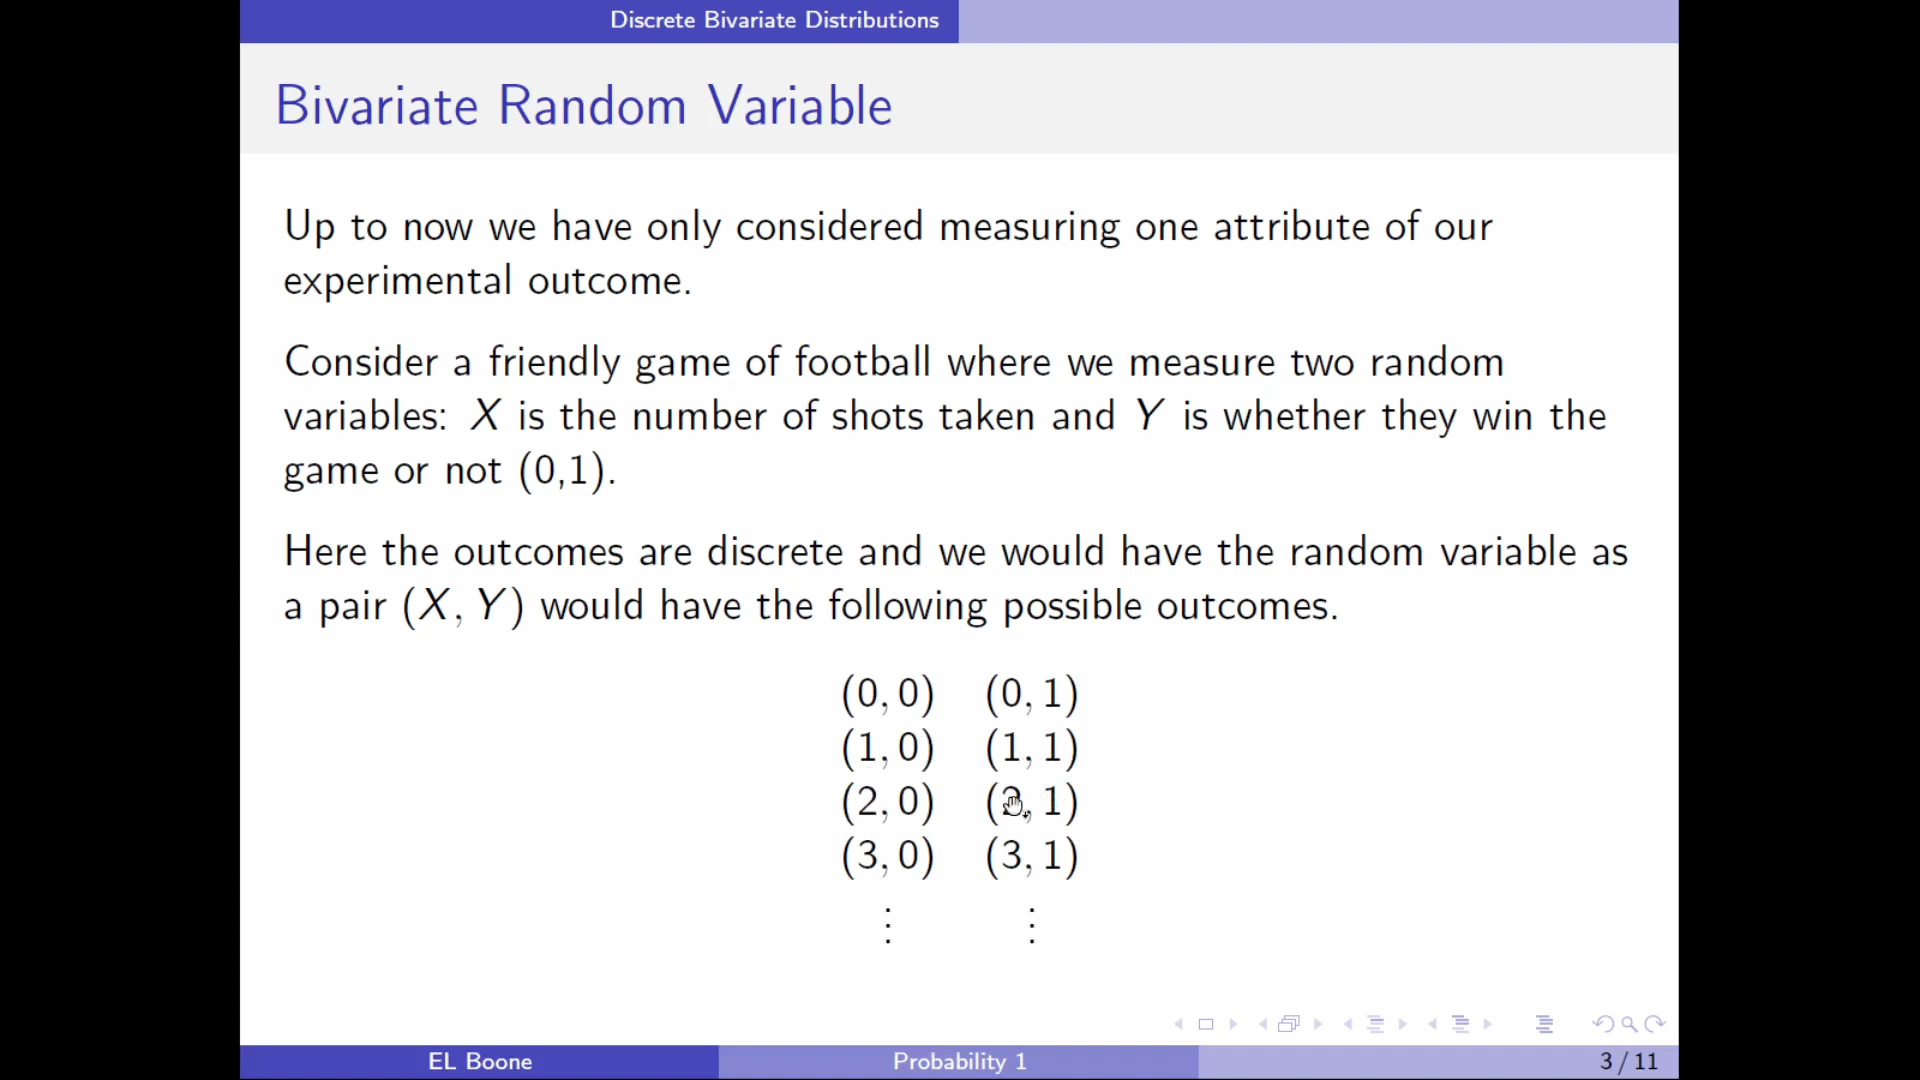 Discrete Bivariate Distributions
Bivariate Random Variable
Up to now we have only considered measuring one attribute of our
experimental outcome.
Consider a friendly game of football where we measure two random
variables: X is the number of shots taken and Y is whether they win the
game or not (0,1).
Here the outcomes are discrete and we would have the random variable as
a pair (X, Y) would have the following possible outcomes.
(0, 0) (0, 1)
(1, 0) (1, 1)
(2, 0) (2, 1)
(3, 0) (3, 1)
⋮ ⋮
EL Boone Probability 1 3 / 11